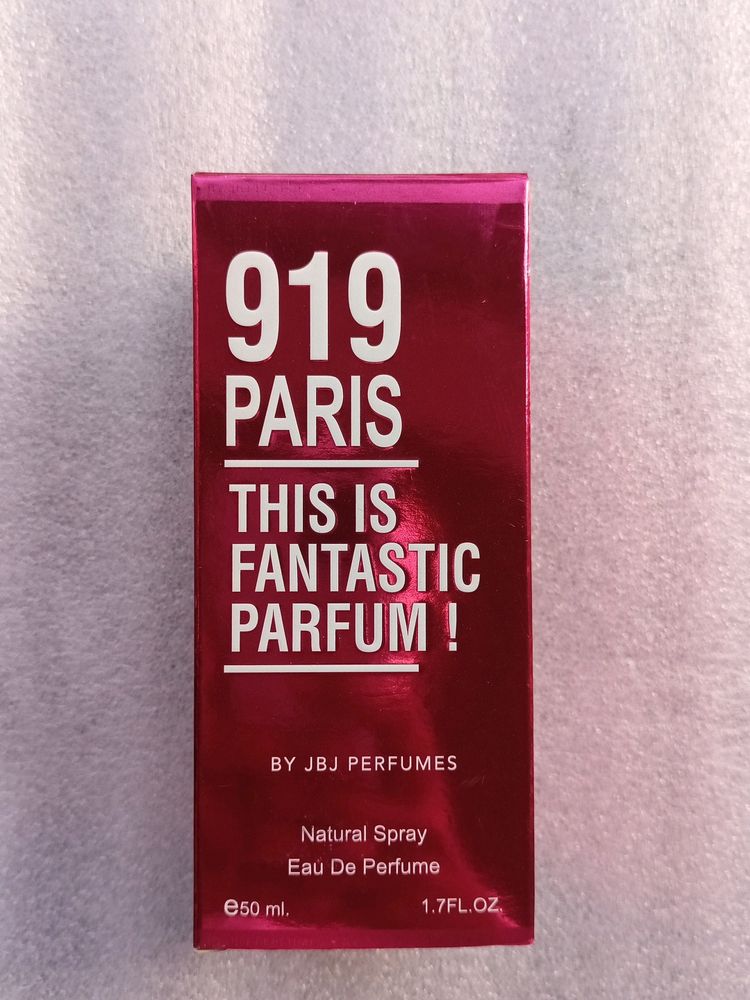 919
PARIS
THIS IS
FANTASTIC
PARFUM !
BY JBJ PERFUMES
Natural Spray
Eau De Perfume
℮50 ml. 1.7FL.OZ.